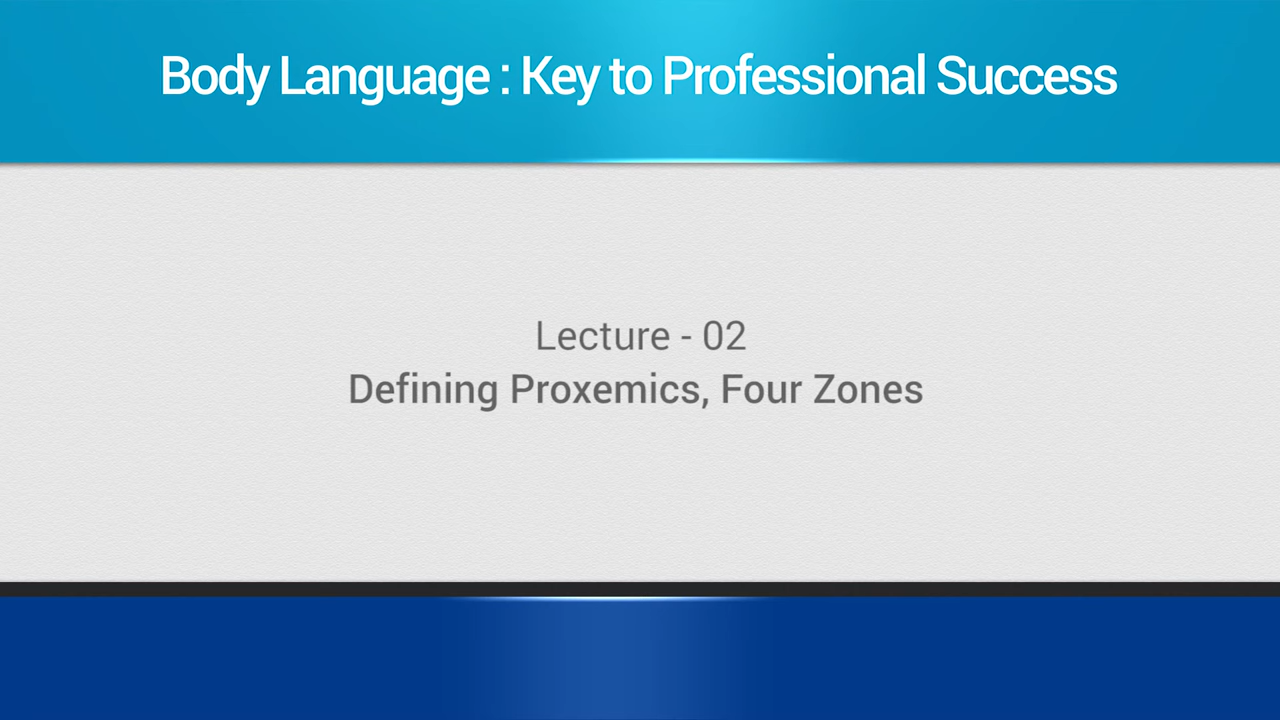 Body Language : Key to Professional Success
Lecture - 02
Defining Proxemics, Four Zones